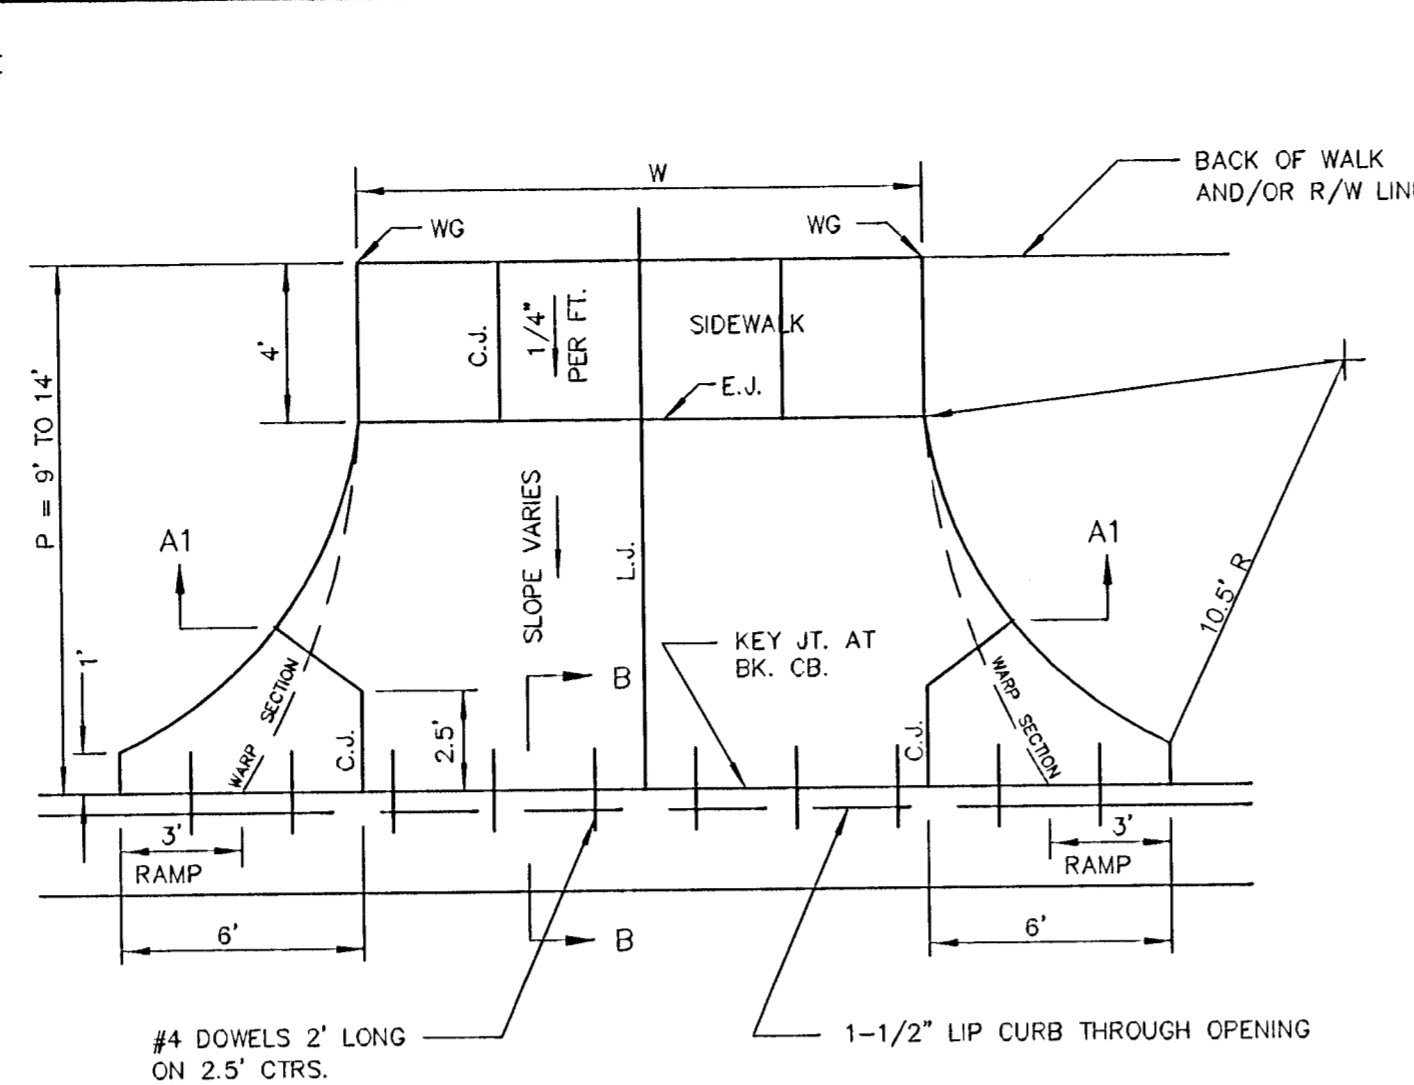 W
BACK OF WALK
AND/OR R/W LINE
WG
WG
4'
C.J.
1/4"
PER FT.
SIDEWALK
E.J.
P = 9' TO 14'
A1
A1
SLOPE VARIES
L.J.
10.5' R
1'
KEY JT. AT
BK. CB.
B
WARP SECTION
WARP SECTION
C.J.
2.5'
C.J.
3'
RAMP
3'
RAMP
6'
B
6'
#4 DOWELS 2' LONG
ON 2.5' CTRS.
1-1/2" LIP CURB THROUGH OPENING